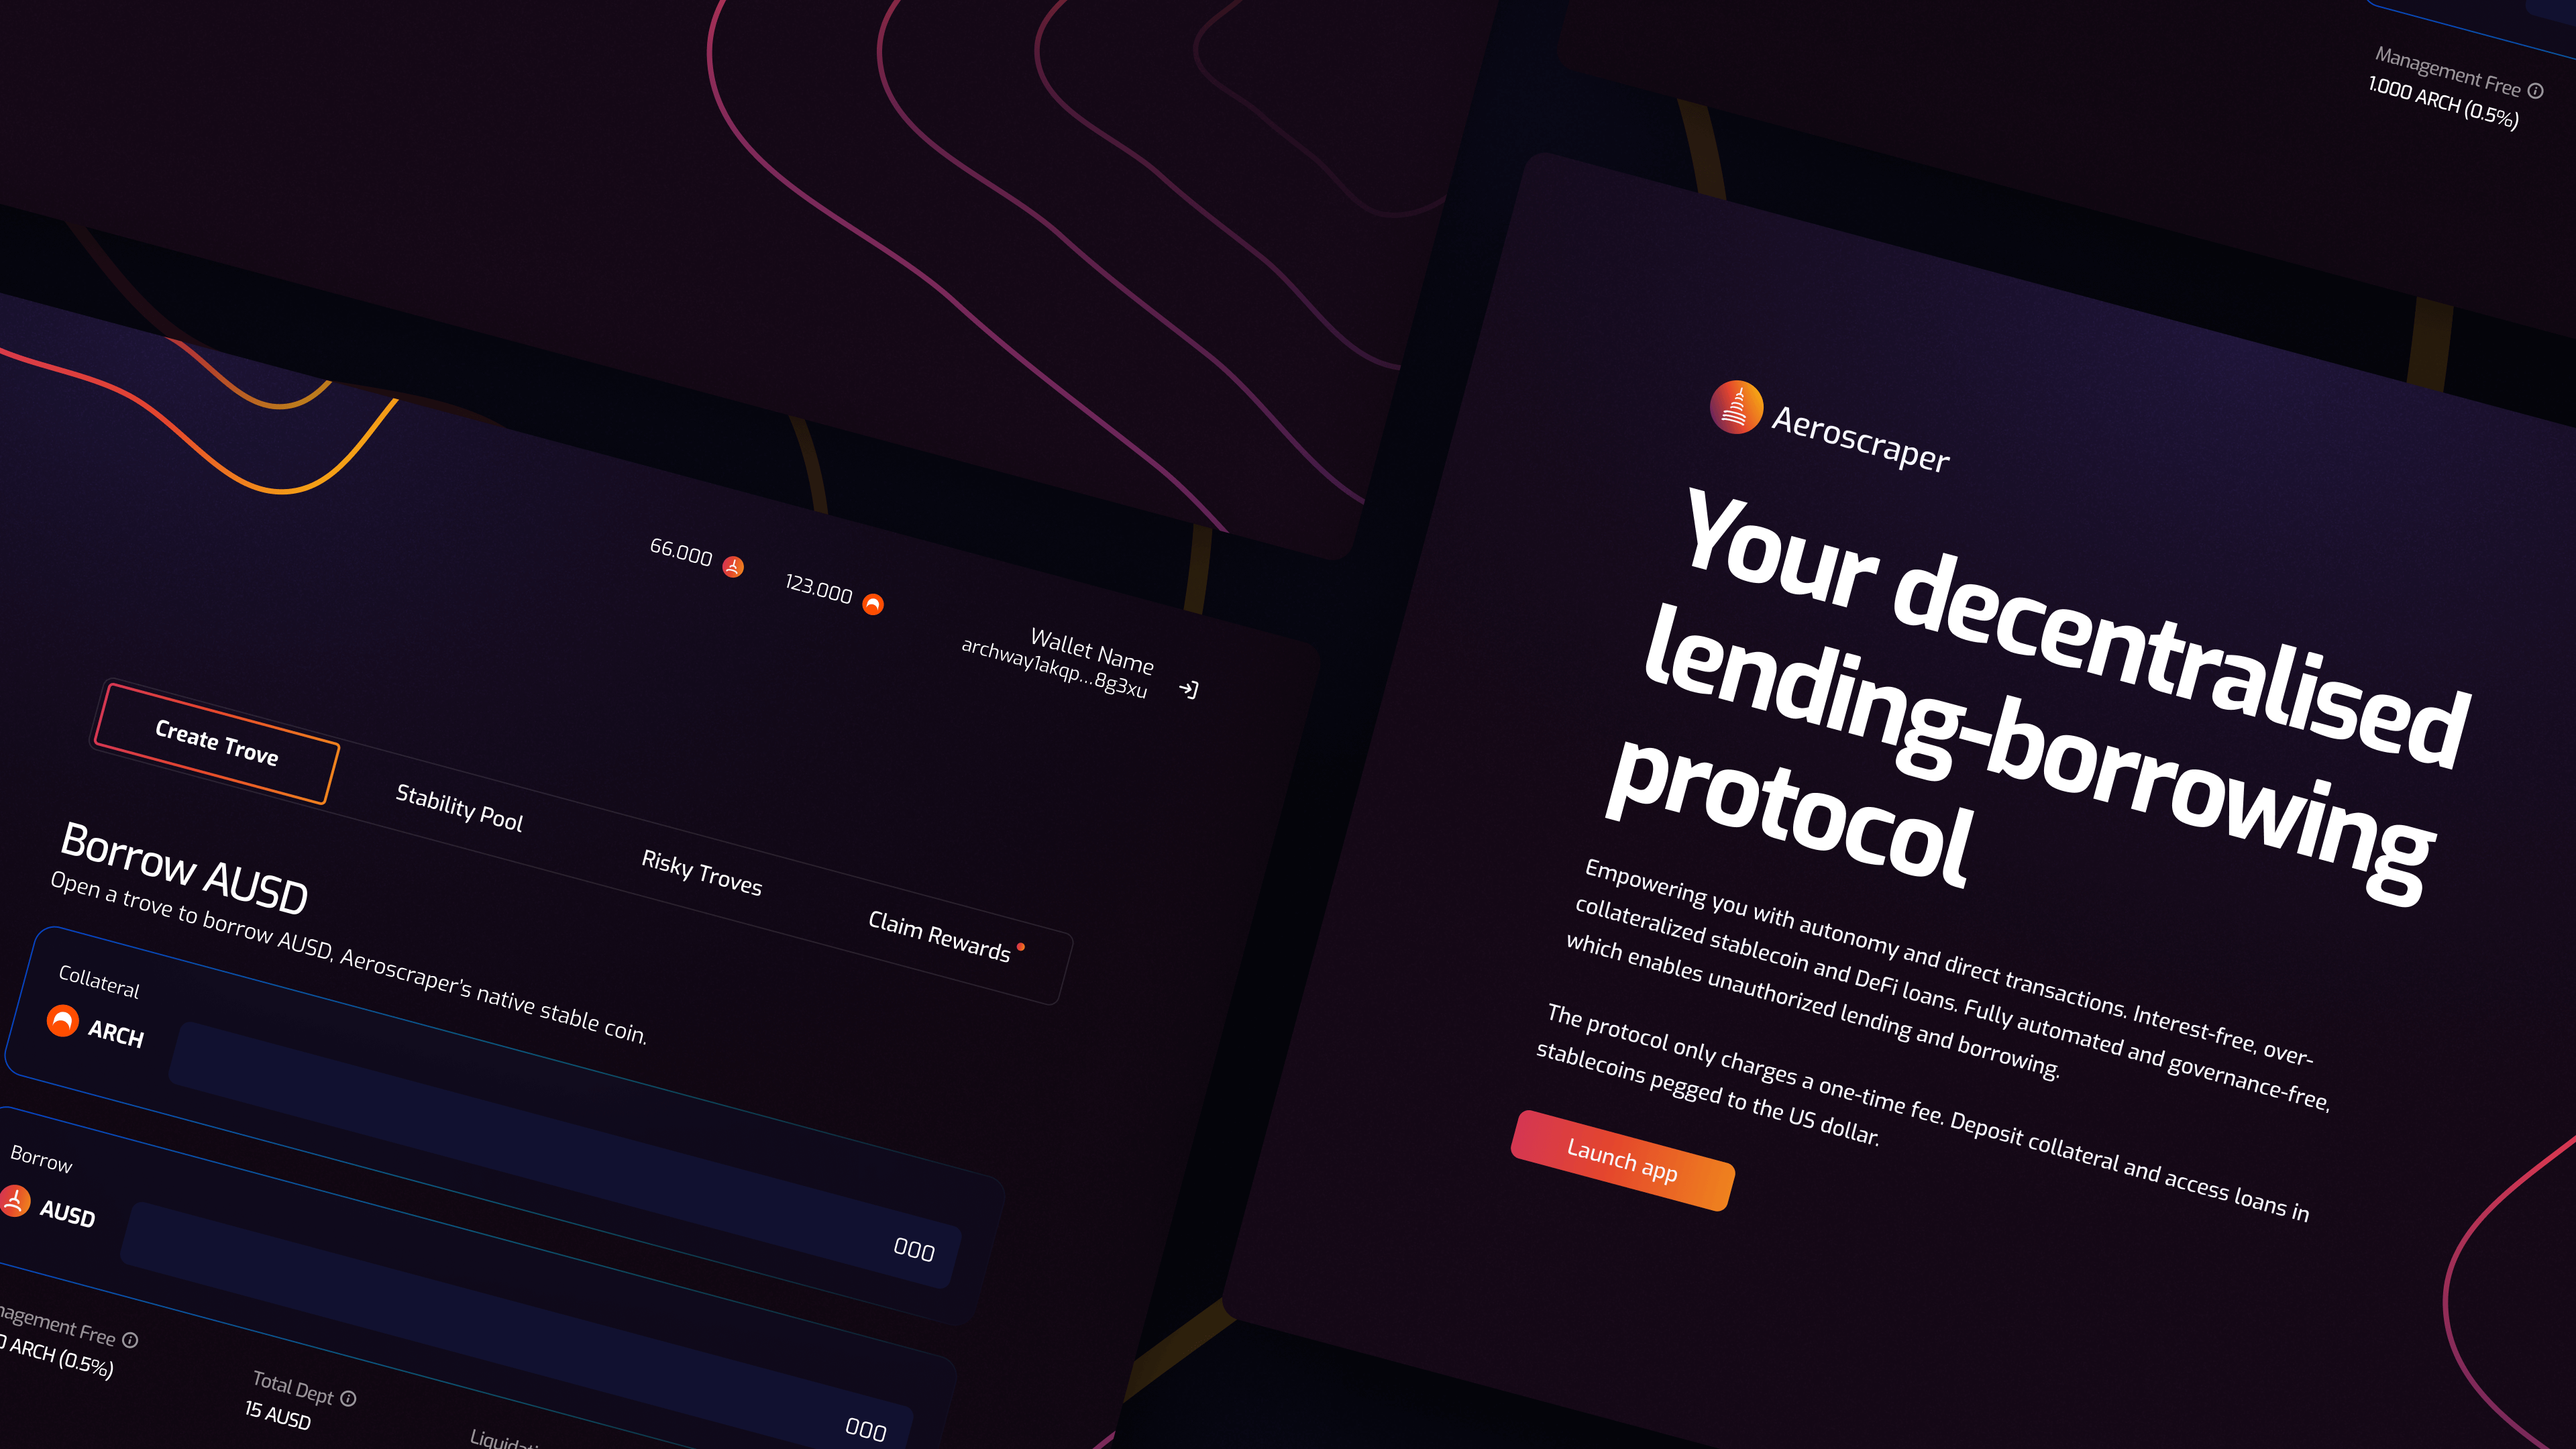 Management Free
1.000 ARCH (0.5%)
Aeroscraper
Your decentralised
lending-borrowing
protocol
Empowering you with autonomy and direct transactions. Interest-free, over-
collateralized stablecoin and DeFi loans. Fully automated and governance-free,
which enables unauthorized lending and borrowing.
The protocol only charges a one-time fee. Deposit collateral and access loans in
stablecoins pegged to the US dollar.
Launch app
66.000
123.000
Wallet Name
archway1akqp...8g3xu
Create Trove
Stability Pool
Risky Troves
Claim Rewards
Borrow AUSD
Open a trove to borrow AUSD, Aeroscraper's native stable coin.
Collateral
ARCH
000
Borrow
AUSD
000
Free
ARCH (0.5%)
Total Dept
15 AUSD